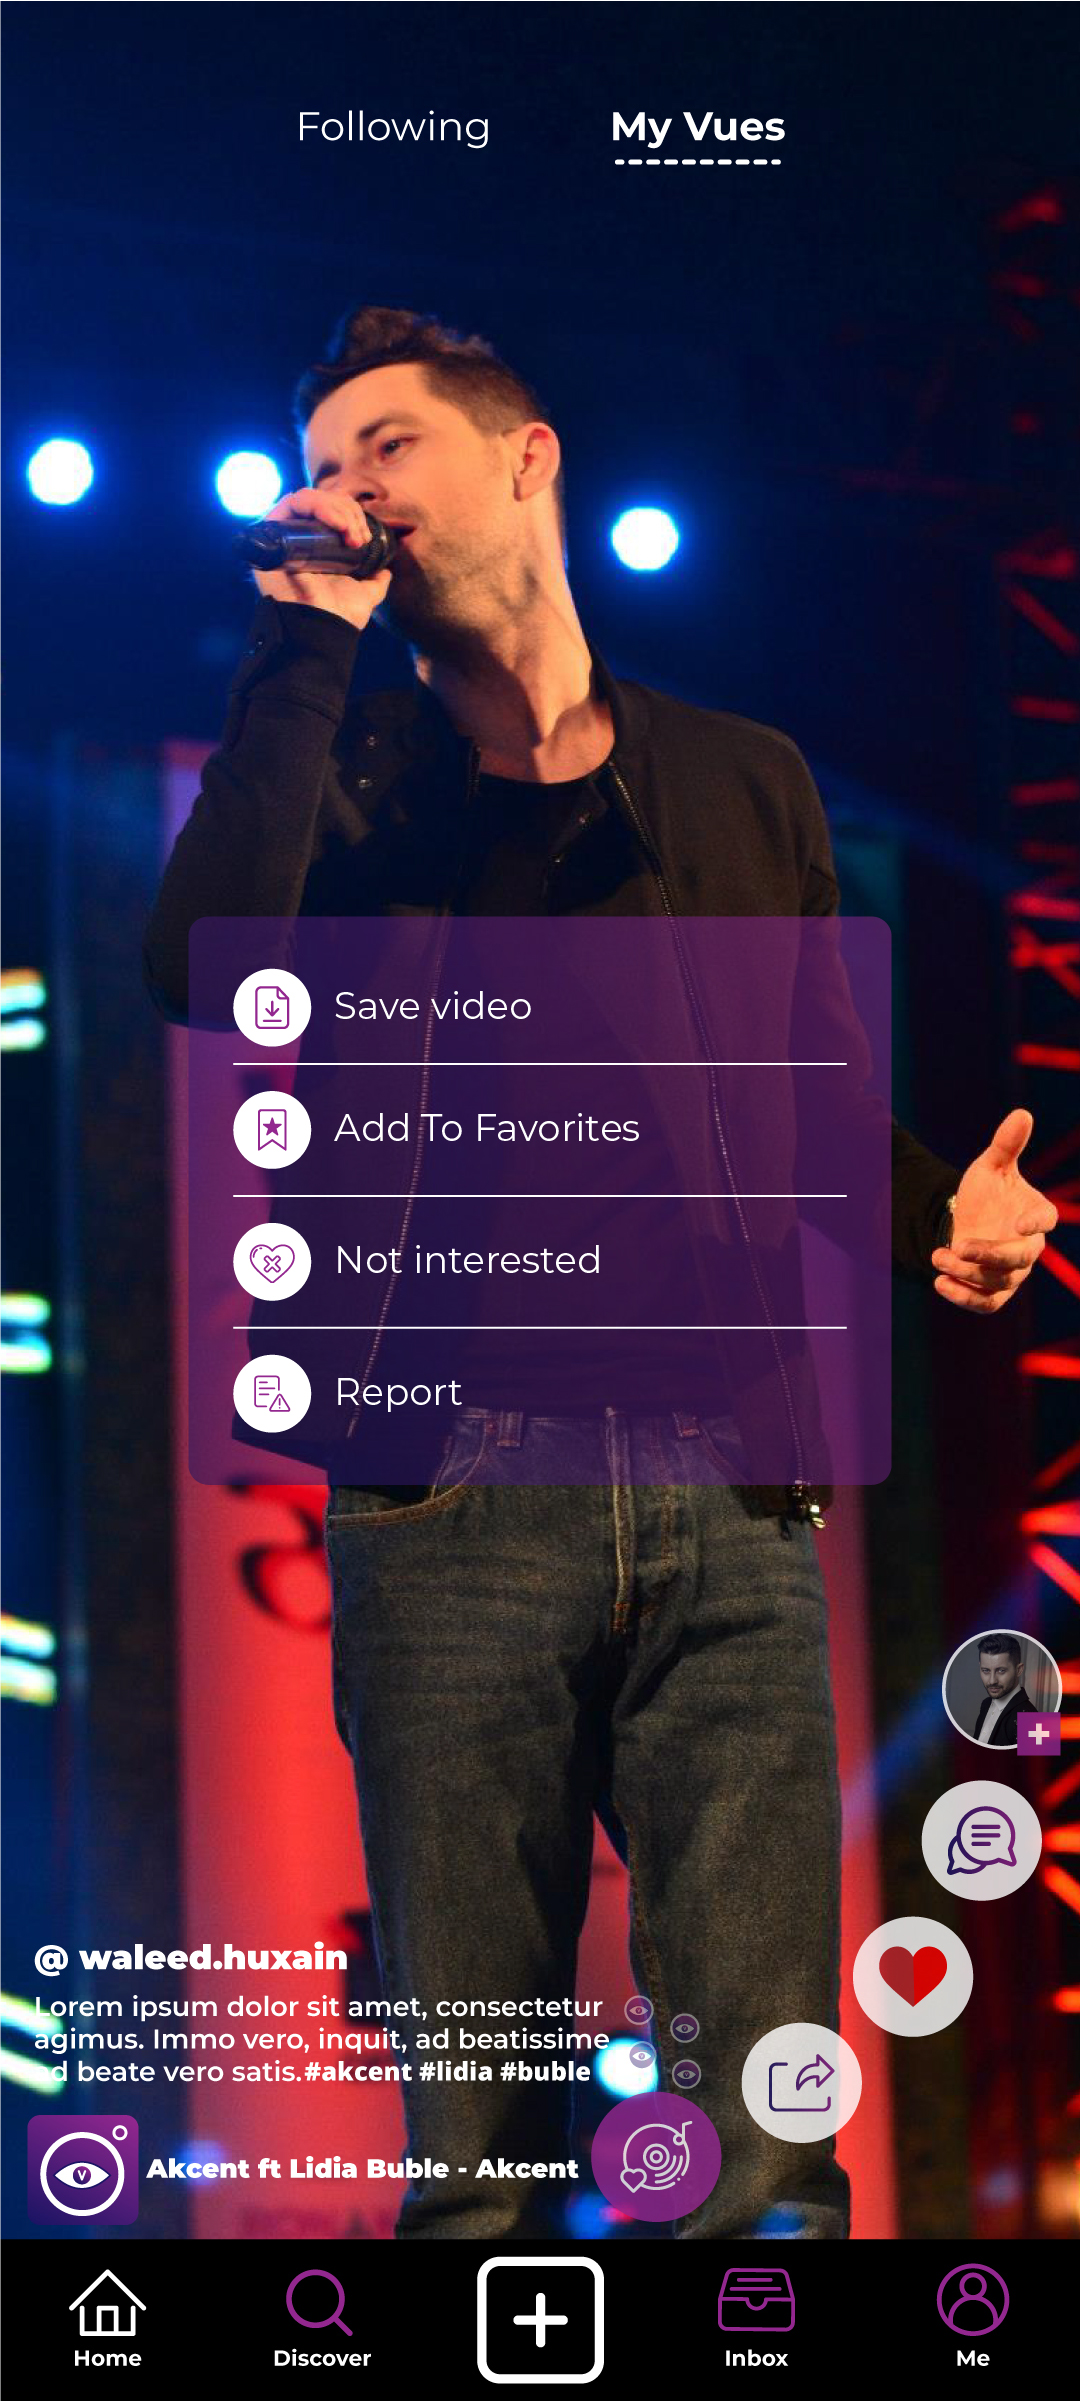 Following My Vues
Save video
Add To Favorites
Not interested
Report
@ waleed.huxain
Lorem ipsum dolor sit amet, consectetur
agimus. Immo vero, inquit, ad beatissime
ad beate vero satis.#akcent #lidia #buble
V
Akcent ft Lidia Buble - Akcent
Home Discover Inbox Me